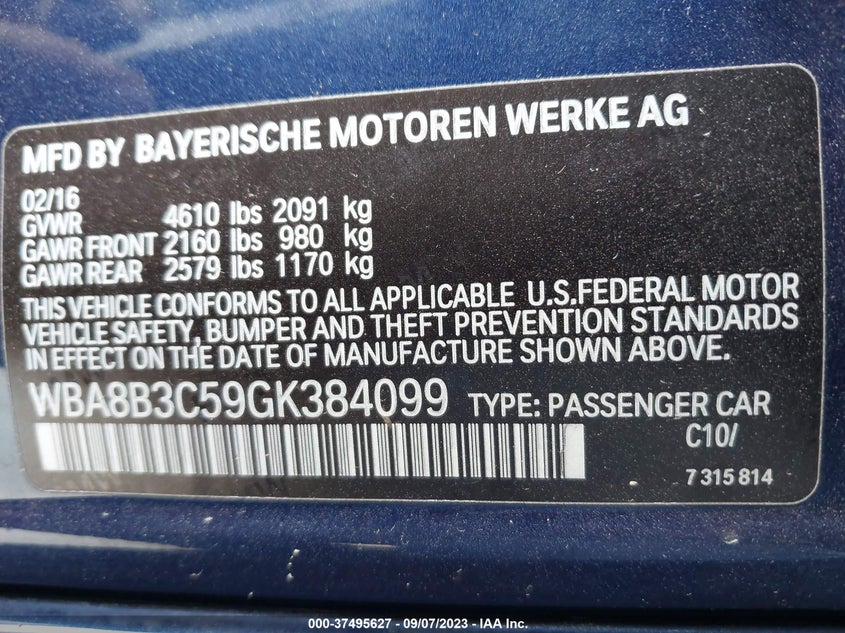 MFD BY BAYERISCHE MOTOREN WERKE AG
02/16
GVWR 4610 lbs 2091 kg
GAWR FRONT 2160 lbs 980 kg
GAWR REAR 2579 lbs 1170 kg
THIS VEHICLE CONFORMS TO ALL APPLICABLE U.S.FEDERAL MOTOR
VEHICLE SAFETY, BUMPER AND THEFT PREVENTION STANDARDS
IN EFFECT ON THE DATE OF MANUFACTURE SHOWN ABOVE.
WBA8B3C59GK384099 TYPE: PASSENGER CAR
C10/
7 315 814
000-37495627 - 09/07/2023 - IAA Inc.